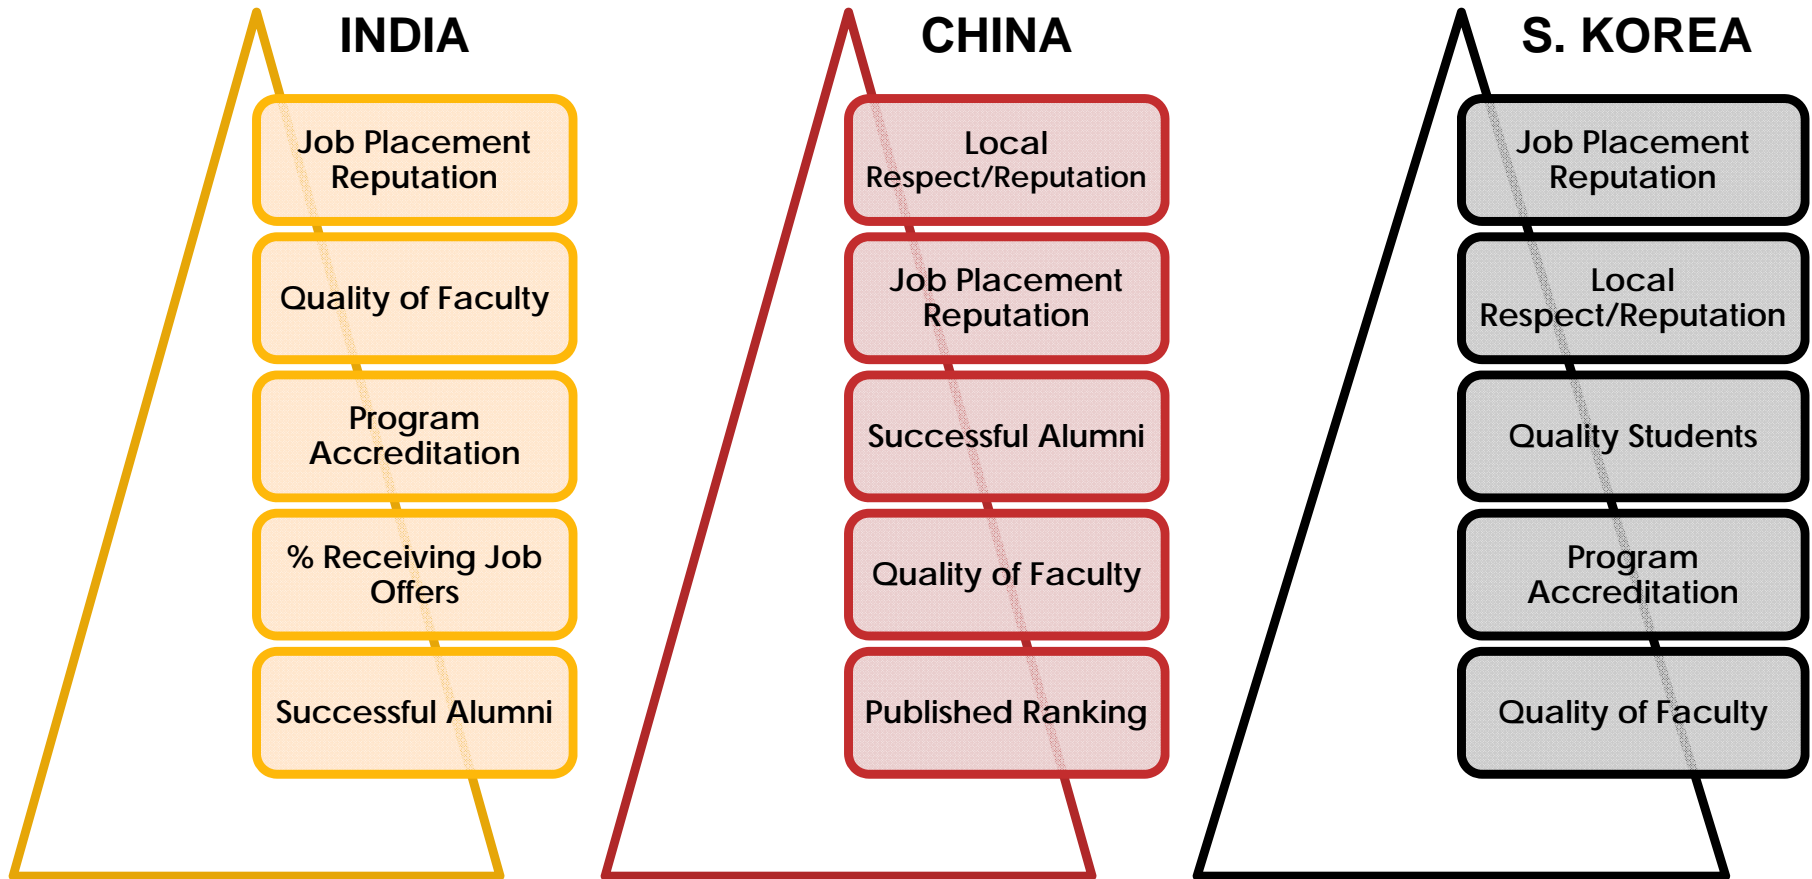 INDIA
Job Placement
Reputation
Quality of Faculty
Program
Accreditation
% Receiving Job
Offers
Successful Alumni
CHINA
Local
Respect/Reputation
Job Placement
Reputation
Successful Alumni
Quality of Faculty
Published Ranking
S. KOREA
Job Placement
Reputation
Local
Respect/Reputation
Quality Students
Program
Accreditation
Quality of Faculty